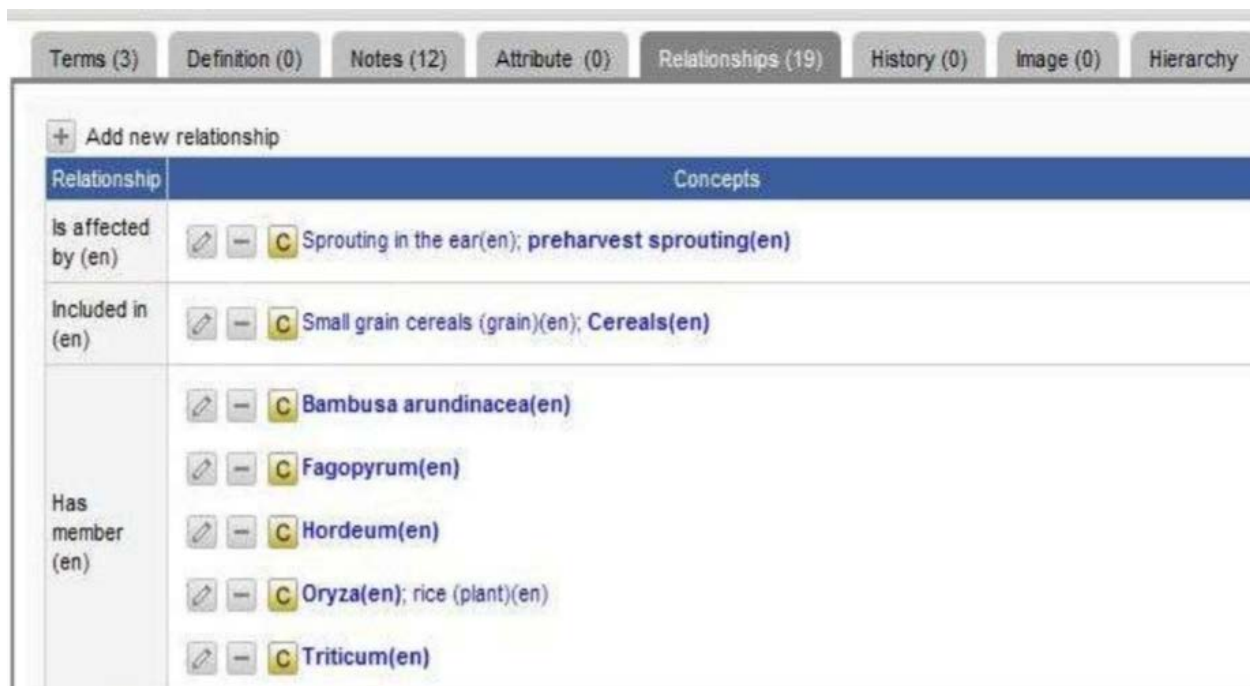 Terms (3) Definition (0) Notes (12) Attribute (0) Relationships (19) History (0) Image (0) Hierarchy
+ Add new relationship
Relationship Concepts
Is affected
by (en)
C Sprouting in the ear(en); preharvest sprouting(en)
Included in
(en)
C Small grain cereals (grain)(en); Cereals(en)
Has
member
(en)
C Bambusa arundinacea(en)
C Fagopyrum(en)
C Hordeum(en)
C Oryza(en); rice (plant)(en)
C Triticum(en)